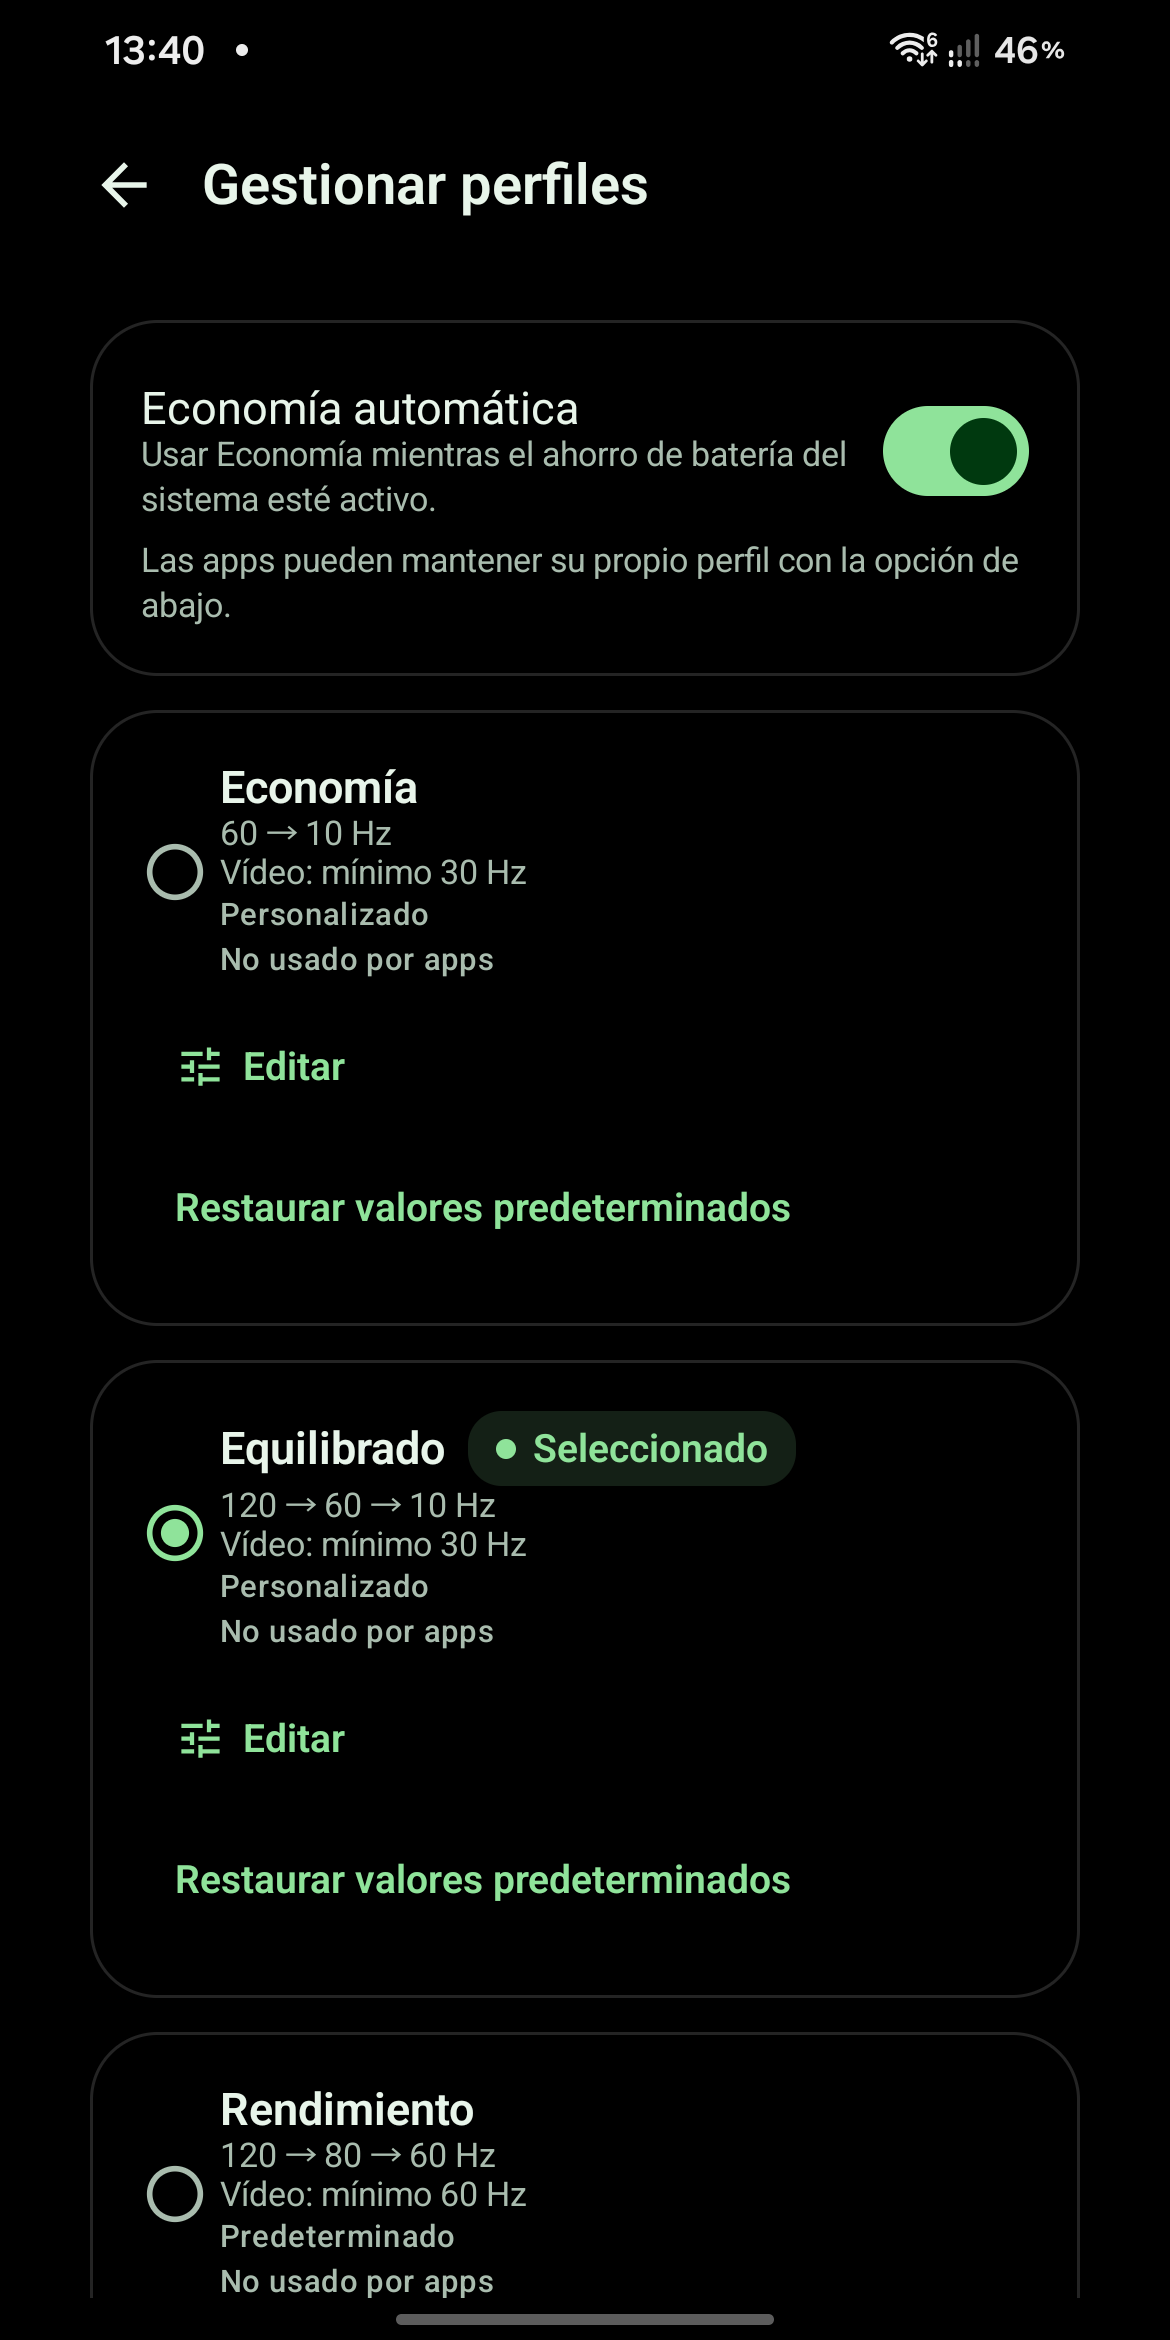 13:40
6
46%
Gestionar perfiles
Economía automática
Usar Economía mientras el ahorro de batería del
sistema esté activo.
Las apps pueden mantener su propio perfil con la opción de
abajo.
Economía
60 → 10 Hz
Vídeo: mínimo 30 Hz
Personalizado
No usado por apps
Editar
Restaurar valores predeterminados
Equilibrado
Seleccionado
120 → 60 → 10 Hz
Vídeo: mínimo 30 Hz
Personalizado
No usado por apps
Editar
Restaurar valores predeterminados
Rendimiento
120 → 80 → 60 Hz
Vídeo: mínimo 60 Hz
Predeterminado
No usado por apps